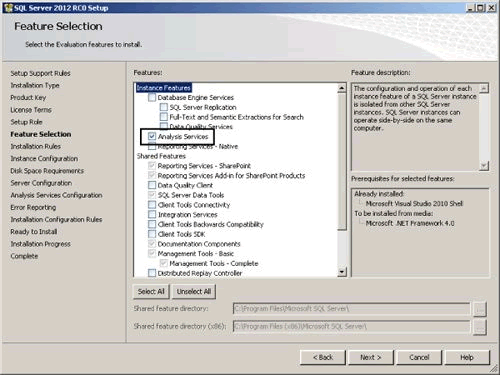 SQL Server 2012 RC0 Setup
Feature Selection
Select the Evaluation features to install.
Setup Support Rules
Installation Type
Product Key
License Terms
Setup Role
Feature Selection
Installation Rules
Instance Configuration
Disk Space Requirements
Server Configuration
Analysis Services Configuration
Error Reporting
Installation Configuration Rules
Ready to Install
Installation Progress
Complete
Features:
Instance Features
Database Engine Services
SQL Server Replication
Full-Text and Semantic Extractions for Search
Data Quality Services
Analysis Services
Reporting Services - Native
Shared Features
Reporting Services - SharePoint
Reporting Services Add-in for SharePoint Products
Data Quality Client
SQL Server Data Tools
Client Tools Connectivity
Integration Services
Client Tools Backwards Compatibility
Client Tools SDK
Documentation Components
Management Tools - Basic
Management Tools - Complete
Distributed Replay Controller
Select All
Unselect All
Feature description:
The configuration and operation of each
instance feature of a SQL Server instance
is isolated from other SQL Server
instances. SQL Server instances can
operate side-by-side on the same
computer.
Prerequisites for selected features:
Already installed:
Microsoft Visual Studio 2010 Shell
To be installed from media:
Microsoft .NET Framework 4.0
Shared feature directory:
C:\Program Files\Microsoft SQL Server\
...
Shared feature directory (x86):
C:\Program Files (x86)\Microsoft SQL Server\
...
< Back
Next >
Cancel
Help